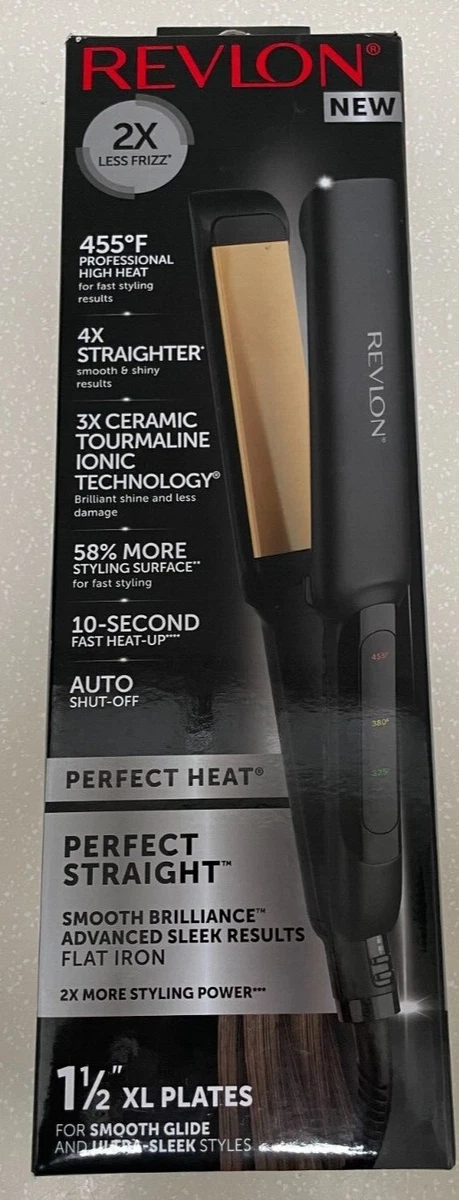 REVLON®
NEW
2X
LESS FRIZZ*
455°F
PROFESSIONAL
HIGH HEAT
for fast styling
results
4X
STRAIGHTER*
smooth & shiny
results
3X CERAMIC
TOURMALINE
IONIC
TECHNOLOGY®
Brilliant shine and less
damage
58% MORE
STYLING SURFACE**
for fast styling
10-SECOND
FAST HEAT-UP****
AUTO
SHUT-OFF
REVLON®
455°
380°
325°
PERFECT HEAT®
PERFECT
STRAIGHT™
SMOOTH BRILLIANCE™
ADVANCED SLEEK RESULTS
FLAT IRON
2X MORE STYLING POWER***
1½" XL PLATES
FOR SMOOTH GLIDE
AND ULTRA-SLEEK STYLES